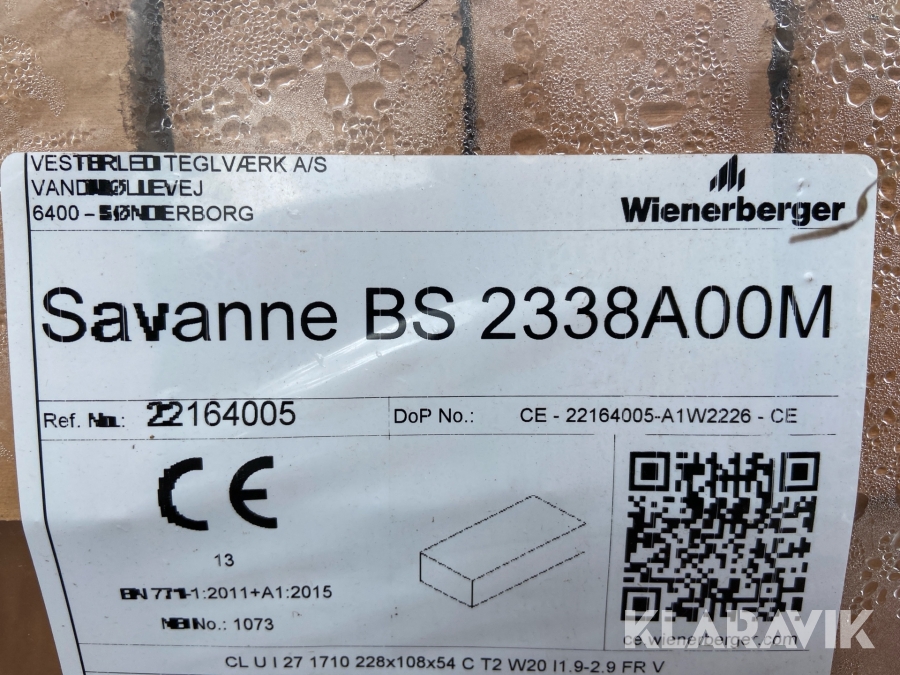 VESTERLED TEGLVÆRK A/S
VANDMØLLEVEJ
6400 - SØNDERBORG
Wienerberger
Savanne BS 2338A00M
Ref. No.: 22164005
DoP No.: CE - 22164005-A1W2226 - CE
CE
13
EN 771-1:2011+A1:2015
NB No.: 1073
KLARAVIK
ce.wienerberger.com
CL U I 27 1710 228x108x54 C T2 W20 I1.9-2.9 FR V